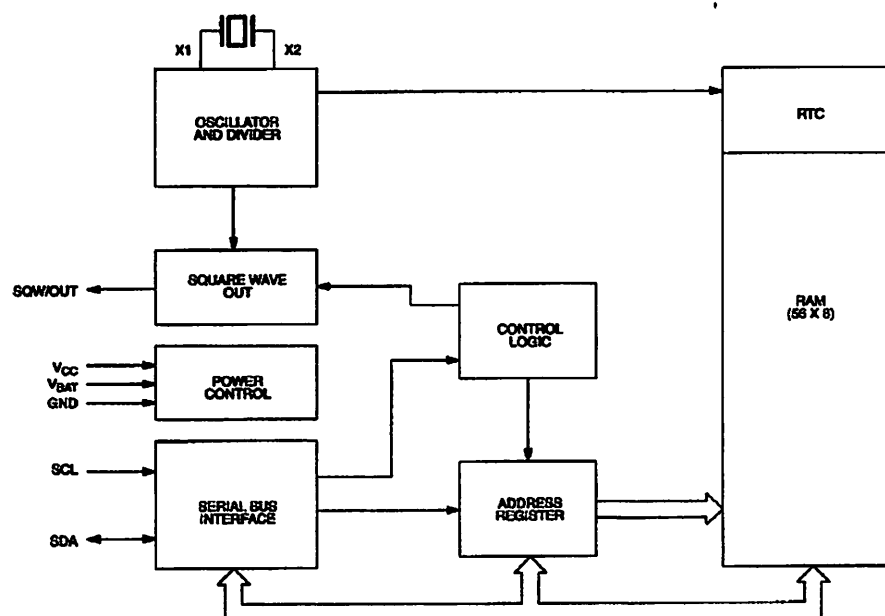 X1 X2
OSCILLATOR
AND DIVIDER
RTC
SQW/OUT
SQUARE WAVE
OUT
RAM
(56 X 8)
CONTROL
LOGIC
VCC
VBAT
GND
POWER
CONTROL
SCL
SDA
SERIAL BUS
INTERFACE
ADDRESS
REGISTER